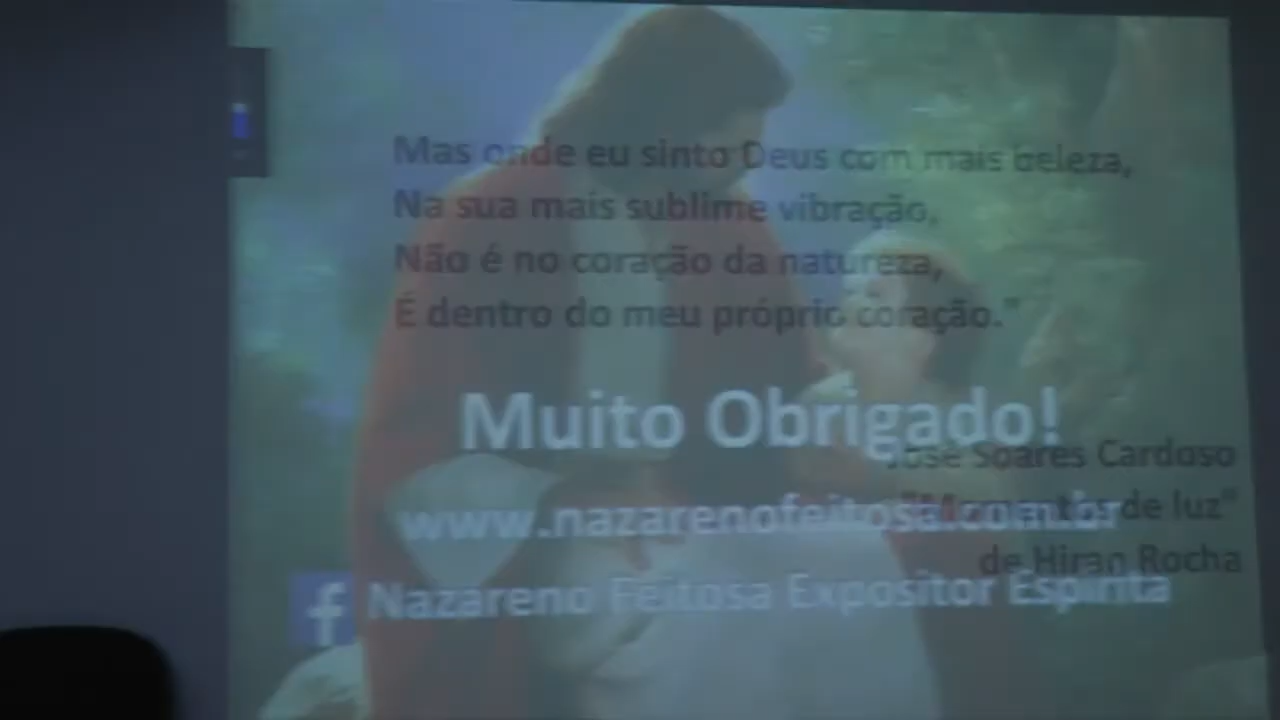 Mas onde eu sinto Deus com mais beleza,
Na sua mais sublime vibração,
Não é no coração da natureza,
É dentro do meu próprio coração."
Muito Obrigado!
José Soares Cardoso
"Momentos de luz"
www.nazarenofeitosa.com.br
de Hiran Rocha
f Nazareno Feitosa Expositor Espírita